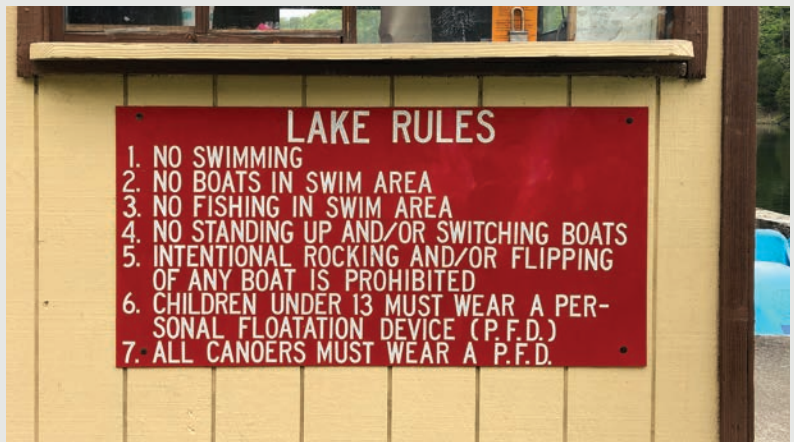 LAKE RULES
1. NO SWIMMING
2. NO BOATS IN SWIM AREA
3. NO FISHING IN SWIM AREA
4. NO STANDING UP AND/OR SWITCHING BOATS
5. INTENTIONAL ROCKING AND/OR FLIPPING
OF ANY BOAT IS PROHIBITED
6. CHILDREN UNDER 13 MUST WEAR A PER-
SONAL FLOATATION DEVICE (P.F.D.)
7. ALL CANOERS MUST WEAR A P.F.D.